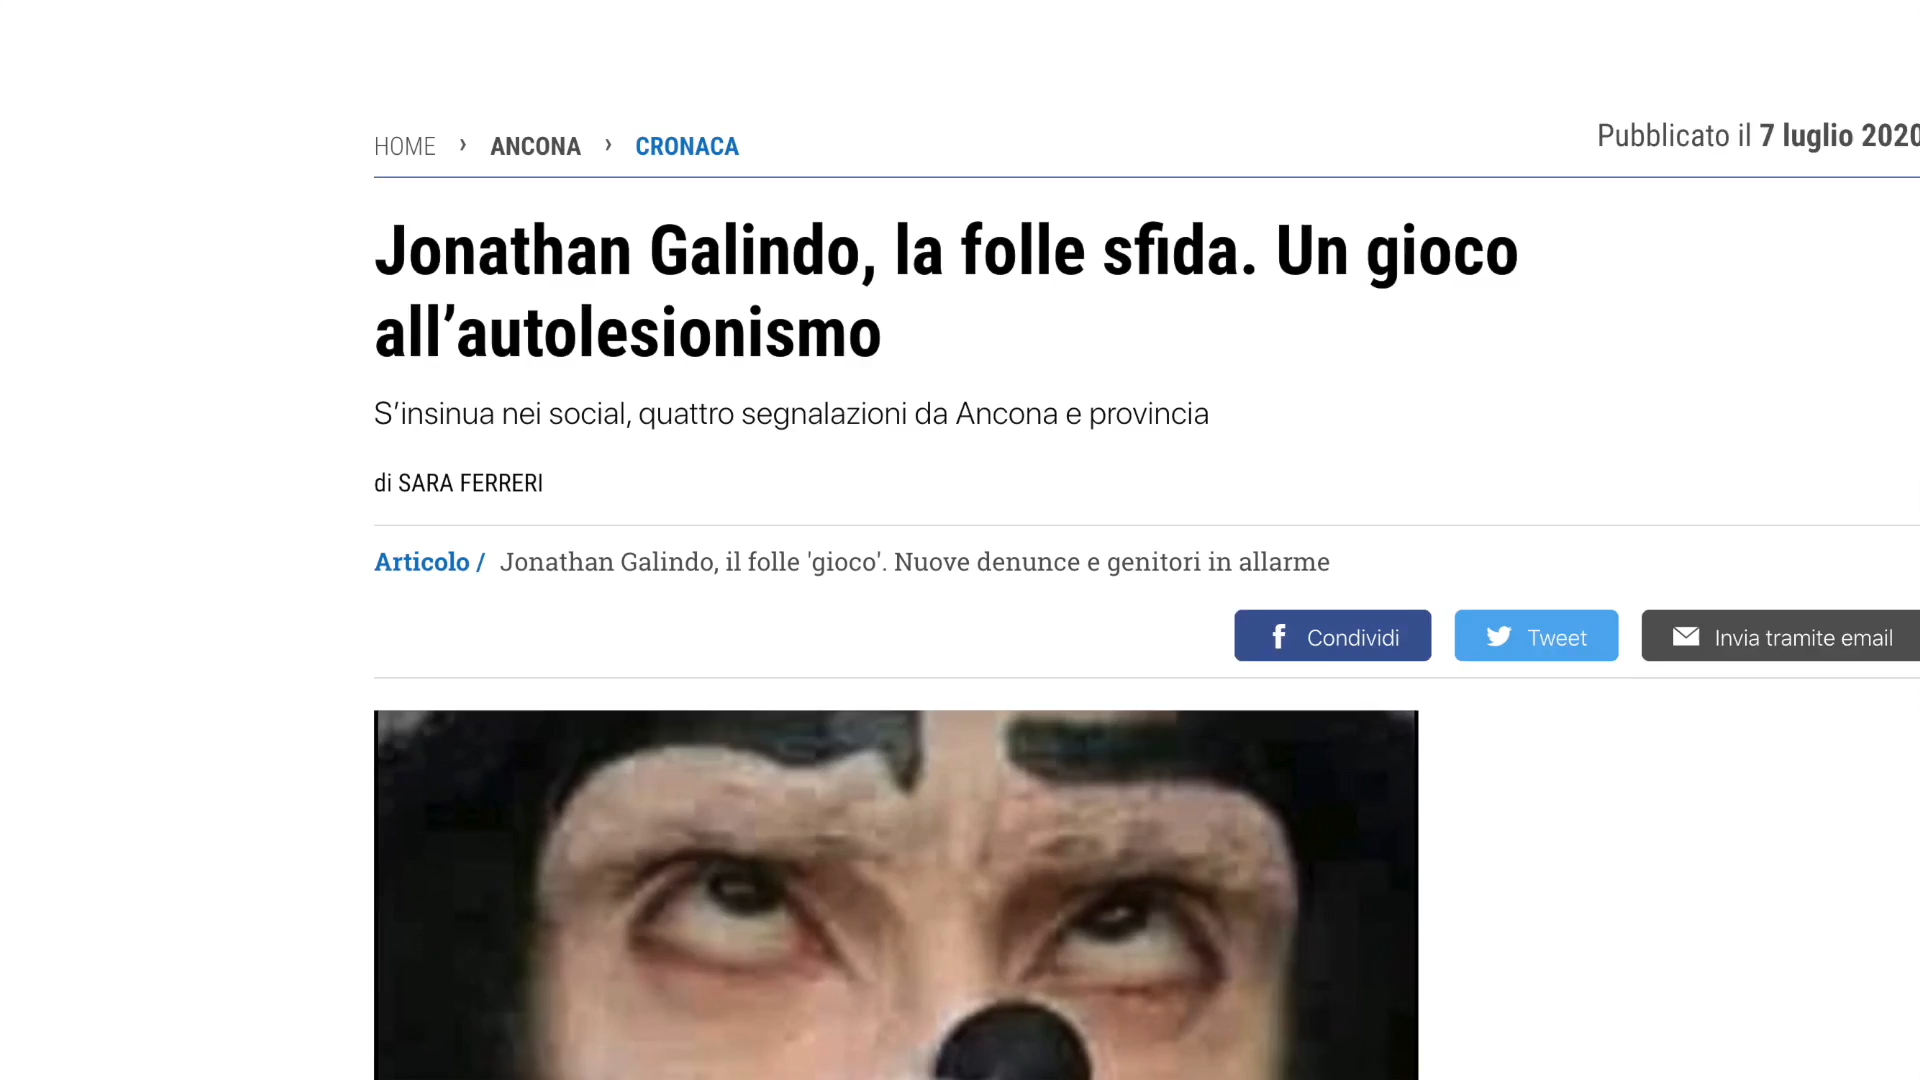 HOME › ANCONA › CRONACA
Pubblicato il 7 luglio 2020
Jonathan Galindo, la folle sfida. Un gioco
all’autolesionismo
S’insinua nei social, quattro segnalazioni da Ancona e provincia
di SARA FERRERI
Articolo / Jonathan Galindo, il folle 'gioco'. Nuove denunce e genitori in allarme
Condividi
Tweet
Invia tramite email